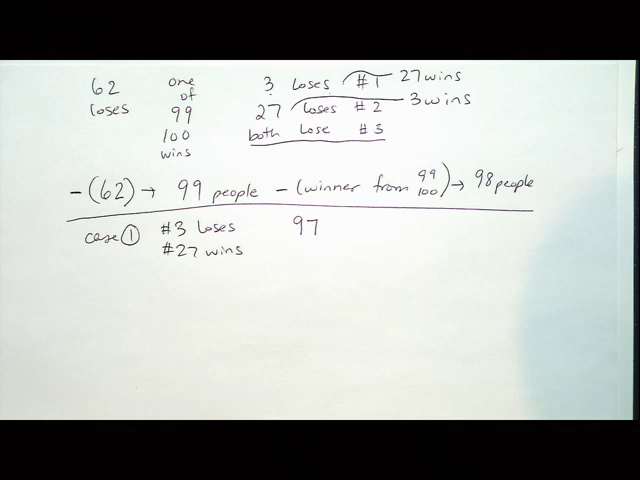 62 one 3 loses #1 27 wins
loses of 27 loses #2 3 wins
99 both lose #3
100
wins
-(62) → 99 people - (winner from 99 100) → 98 people
case ① #3 loses 97
#27 wins